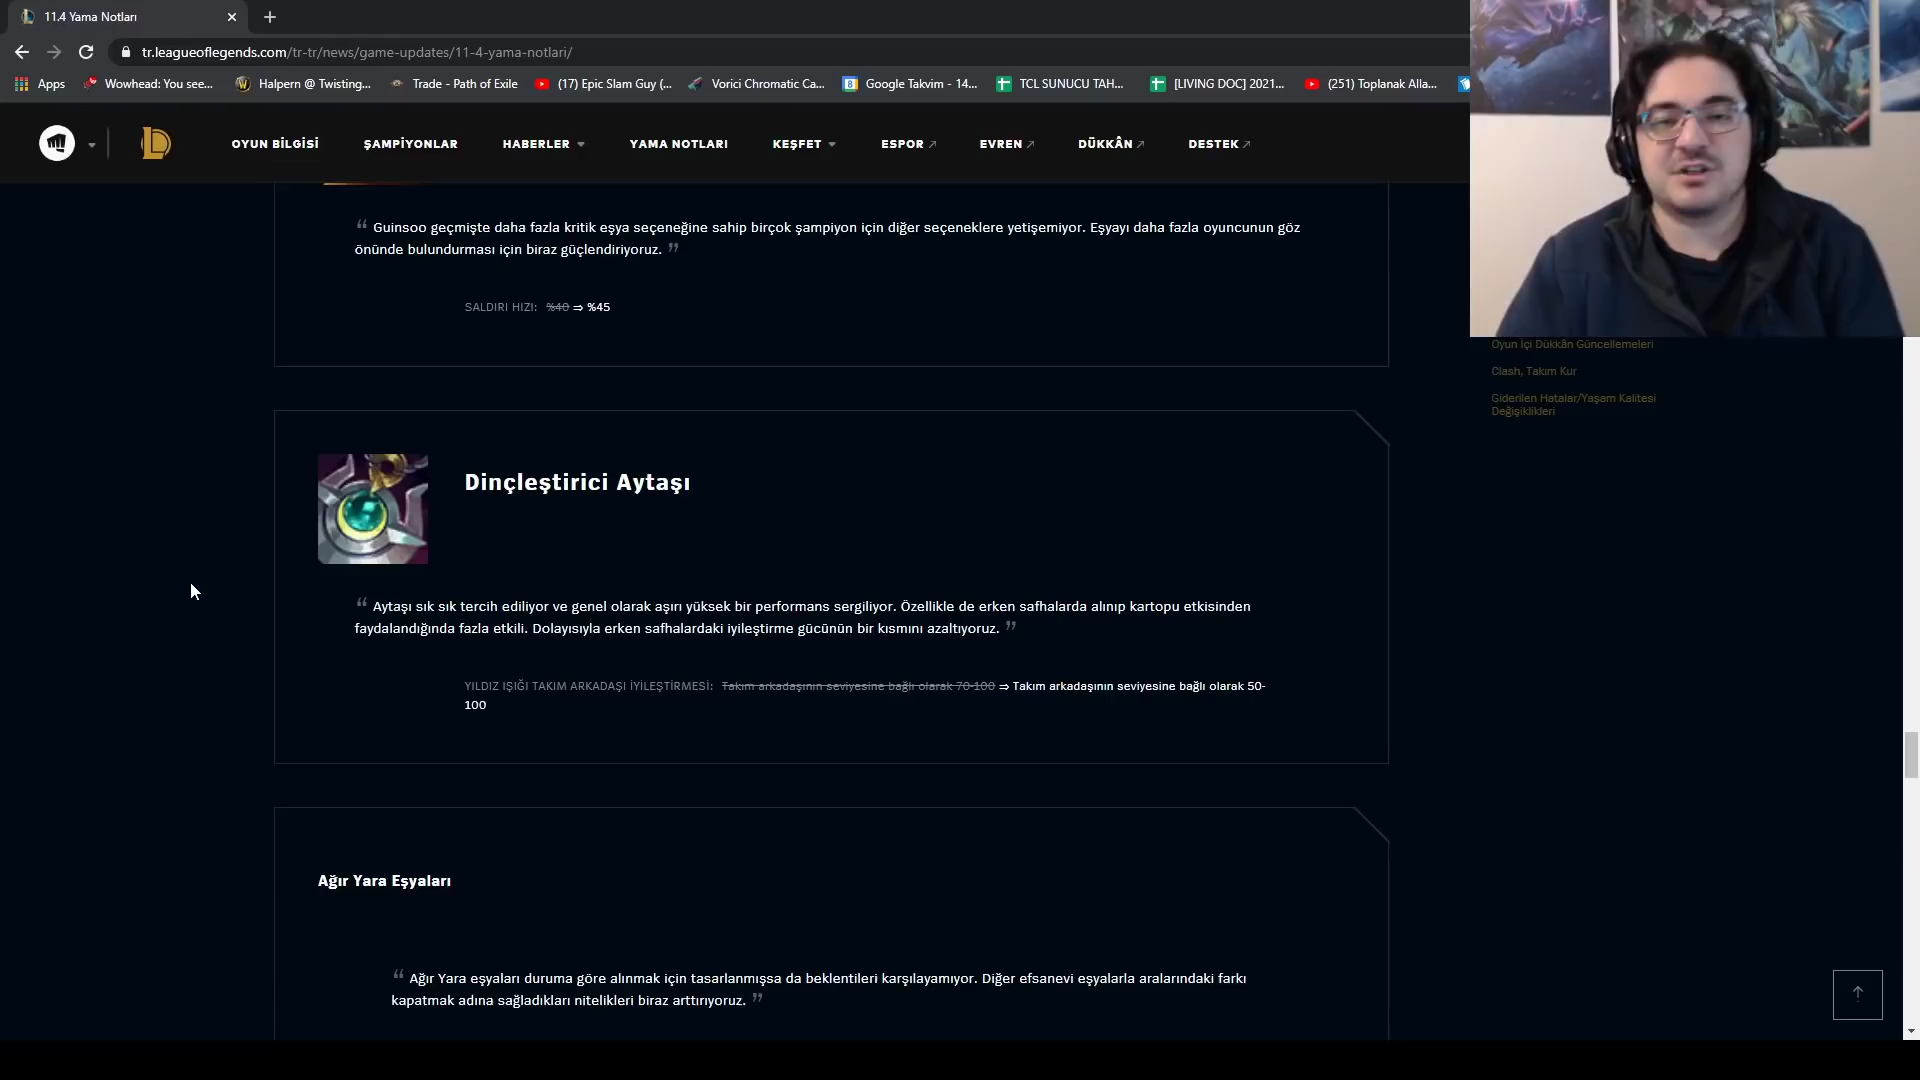 11.4 Yama Notları
tr.leagueoflegends.com/tr-tr/news/game-updates/11-4-yama-notlari/
Apps Wowhead: You see... Halpern @ Twisting... Trade - Path of Exile (17) Epic Slam Guy (... Vorici Chromatic Ca... Google Takvim - 14... TCL SUNUCU TAH... [LIVING DOC] 2021... (251) Toplanak Alla...
OYUN BİLGİSİ ŞAMPİYONLAR HABERLER YAMA NOTLARI KEŞFET ESPOR EVREN DÜKKÂN DESTEK
“ Guinsoo geçmişte daha fazla kritik eşya seçeneğine sahip birçok şampiyon için diğer seçeneklere yetişemiyor. Eşyayı daha fazla oyuncunun göz
önünde bulundurması için biraz güçlendiriyoruz. ”
SALDIRI HIZI: %40 ⇒ %45
Oyun İçi Dükkân Güncellemeleri
Clash, Takım Kur
Giderilen Hatalar/Yaşam Kalitesi
Değişiklikleri
Dinçleştirici Aytaşı
“ Aytaşı sık sık tercih ediliyor ve genel olarak aşırı yüksek bir performans sergiliyor. Özellikle de erken safhalarda alınıp kartopu etkisinden
faydalandığında fazla etkili. Dolayısıyla erken safhalardaki iyileştirme gücünün bir kısmını azaltıyoruz. ”
YILDIZ IŞIĞI TAKIM ARKADAŞI İYİLEŞTİRMESİ: Takım arkadaşının seviyesine bağlı olarak 70-100 ⇒ Takım arkadaşının seviyesine bağlı olarak 50-
100
Ağır Yara Eşyaları
“ Ağır Yara eşyaları duruma göre alınmak için tasarlanmışsa da beklentileri karşılayamıyor. Diğer efsanevi eşyalarla aralarındaki farkı
kapatmak adına sağladıkları nitelikleri biraz arttırıyoruz. ”